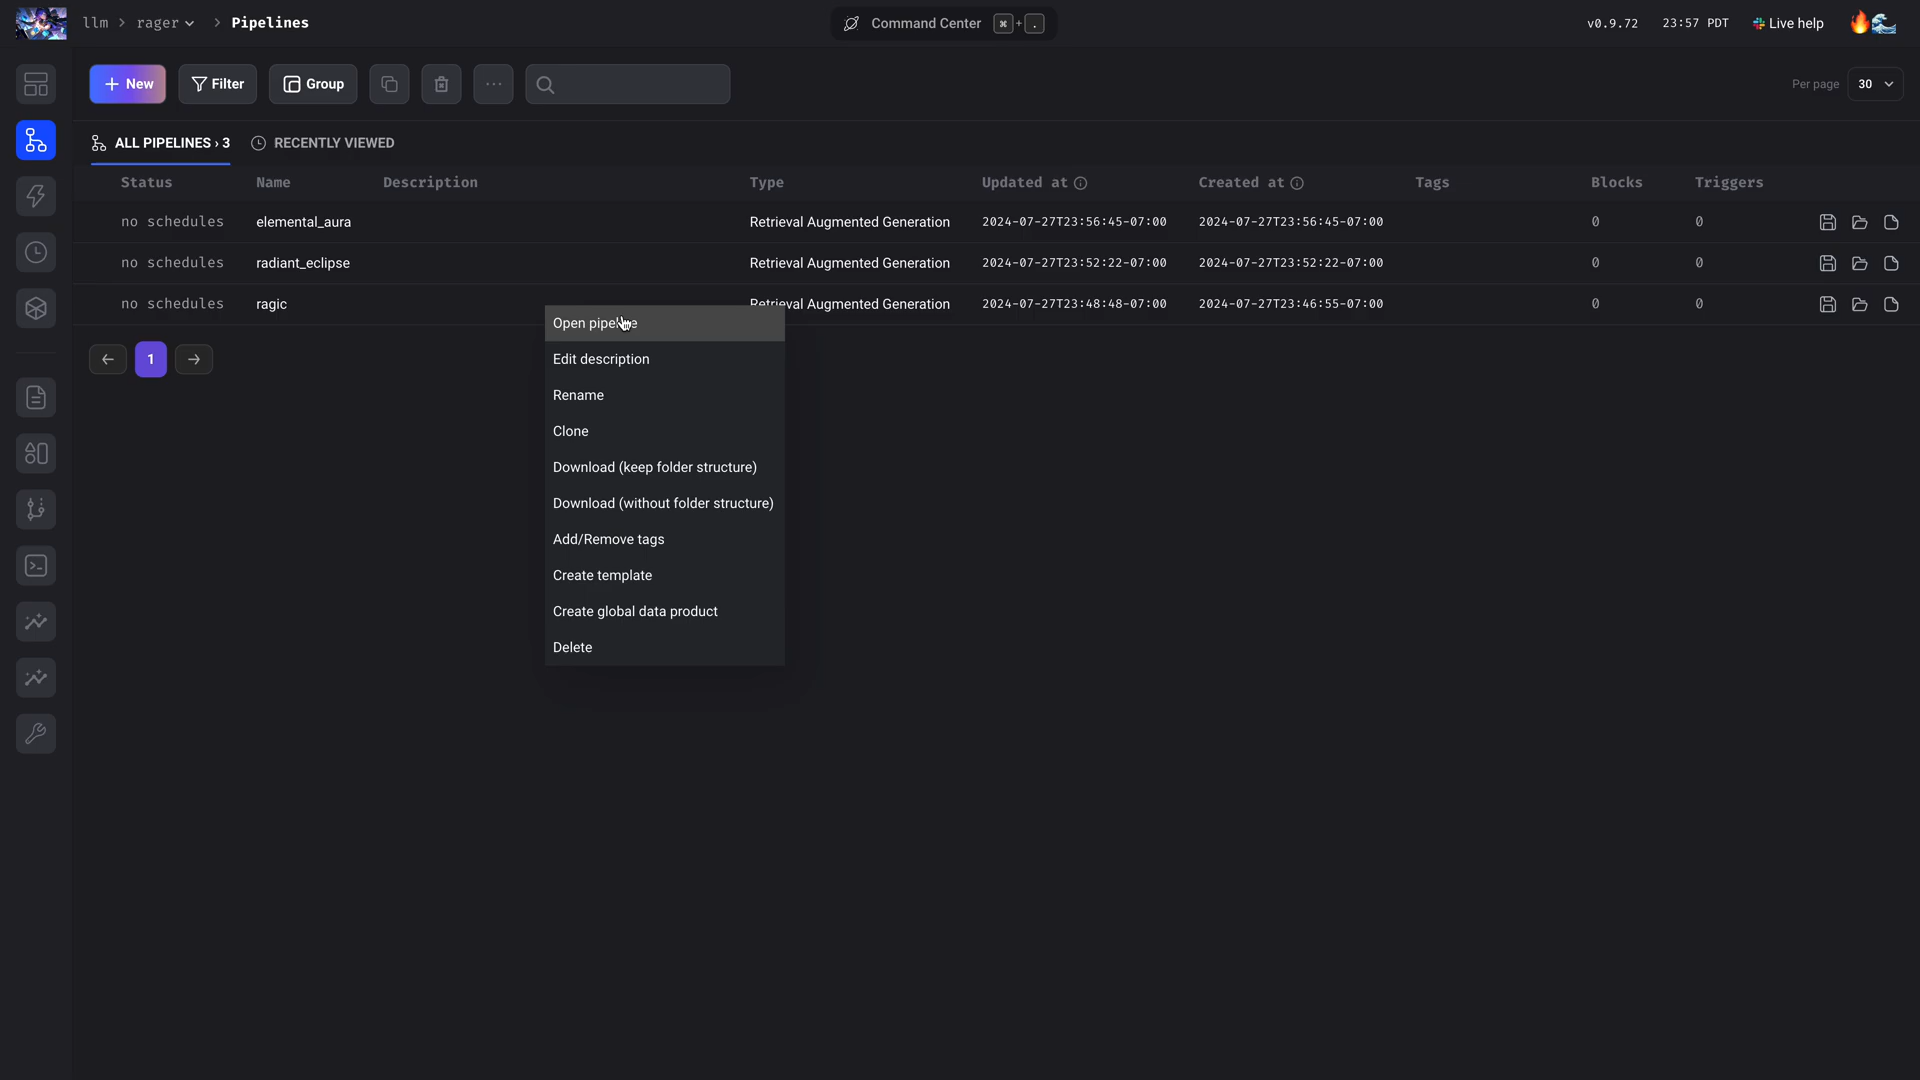 llm > rager > Pipelines
Command Center ⌘ + .
v0.9.72 23:57 PDT Live help
+ New Filter Group
Per page 30
ALL PIPELINES › 3 RECENTLY VIEWED
Status Name Description Type Updated at Created at Tags Blocks Triggers
no schedules elemental_aura Retrieval Augmented Generation 2024-07-27T23:56:45-07:00 2024-07-27T23:56:45-07:00 0 0
no schedules radiant_eclipse Retrieval Augmented Generation 2024-07-27T23:52:22-07:00 2024-07-27T23:52:22-07:00 0 0
no schedules ragic Retrieval Augmented Generation 2024-07-27T23:48:48-07:00 2024-07-27T23:46:55-07:00 0 0
← 1 →
Open pipeline
Edit description
Rename
Clone
Download (keep folder structure)
Download (without folder structure)
Add/Remove tags
Create template
Create global data product
Delete